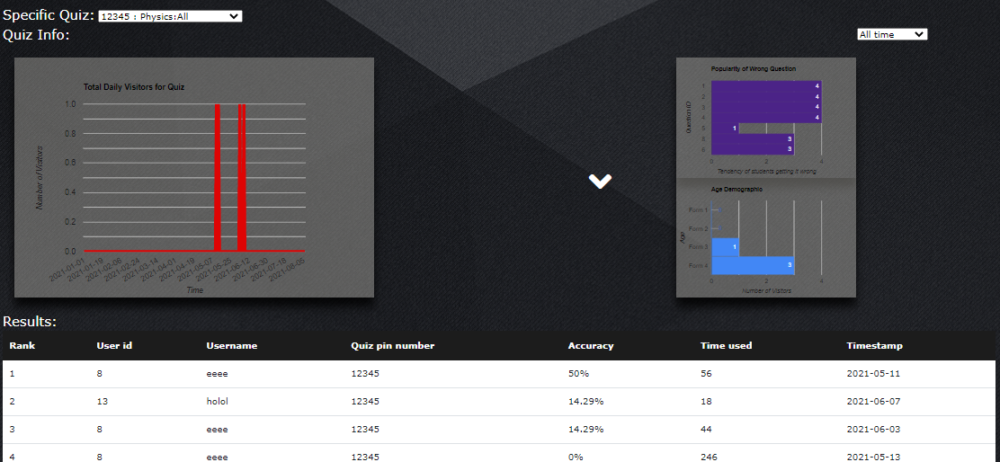 Specific Quiz: 12345 : Physics:All
Quiz Info:
All time
Total Daily Visitors for Quiz
Number of Visitors
1.0
0.8
0.6
0.4
0.2
0.0
2021-01-01
2021-01-19
2021-02-06
2021-02-24
2021-03-14
2021-04-01
2021-04-19
2021-05-07
2021-05-25
2021-06-12
2021-06-30
2021-07-18
2021-08-05
Time
Popularity of Wrong Question
Question ID
1 4
2 4
3 4
4 4
5 1
6 3
6 3
0 2 4
Tendency of students getting it wrong
Age Demographic
Age
Form 1
Form 2
Form 3 1
Form 4 3
0 2 4
Number of Visitors
Results:
Rank User id Username Quiz pin number Accuracy Time used Timestamp
1 8 eeee 12345 50% 56 2021-05-11
2 13 holol 12345 14.29% 18 2021-06-07
3 8 eeee 12345 14.29% 44 2021-06-03
4 8 eeee 12345 0% 246 2021-05-13